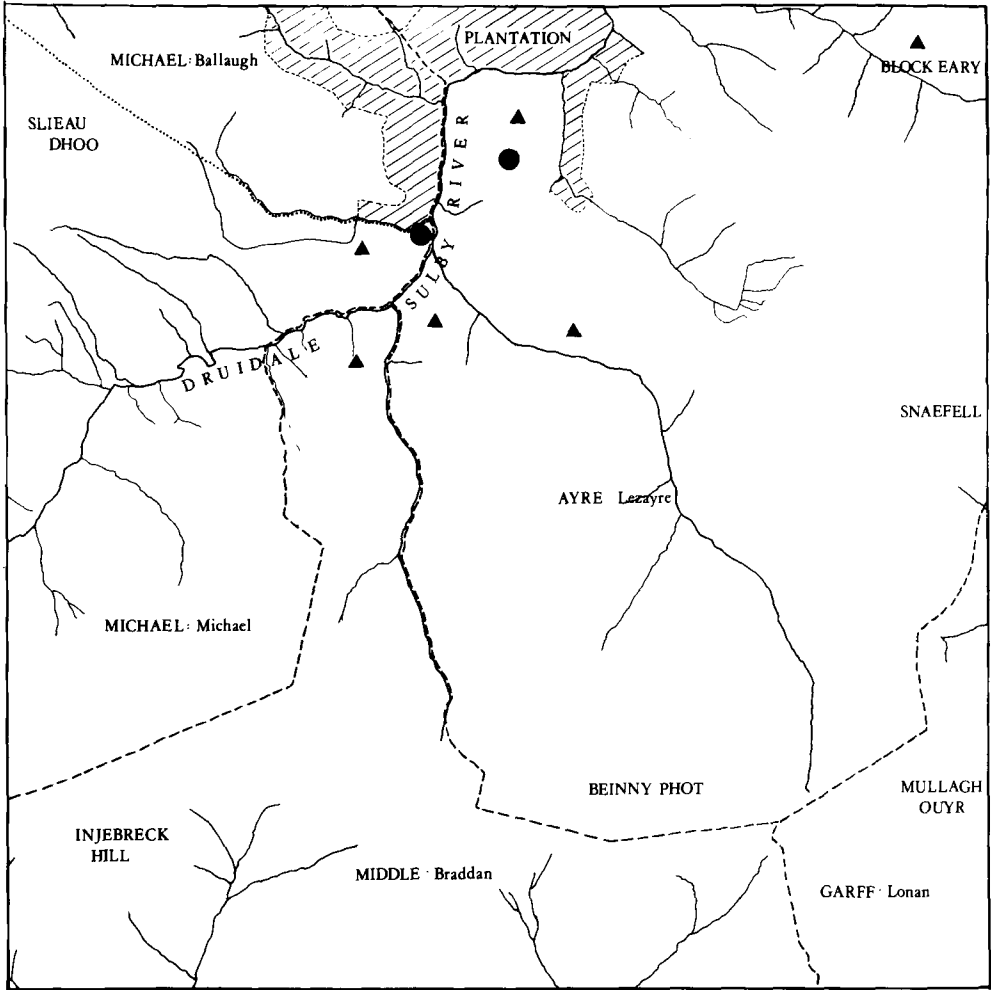 PLANTATION
MICHAEL: Ballaugh
BLOCK EARY
SLIEAU
DHOO
SULBY RIVER
DRUIDALE
SNAEFELL
AYRE Lezayre
MICHAEL: Michael
BEINNY PHOT
MULLAGH
OUYR
INJEBRECK
HILL
MIDDLE · Braddan
GARFF · Lonan